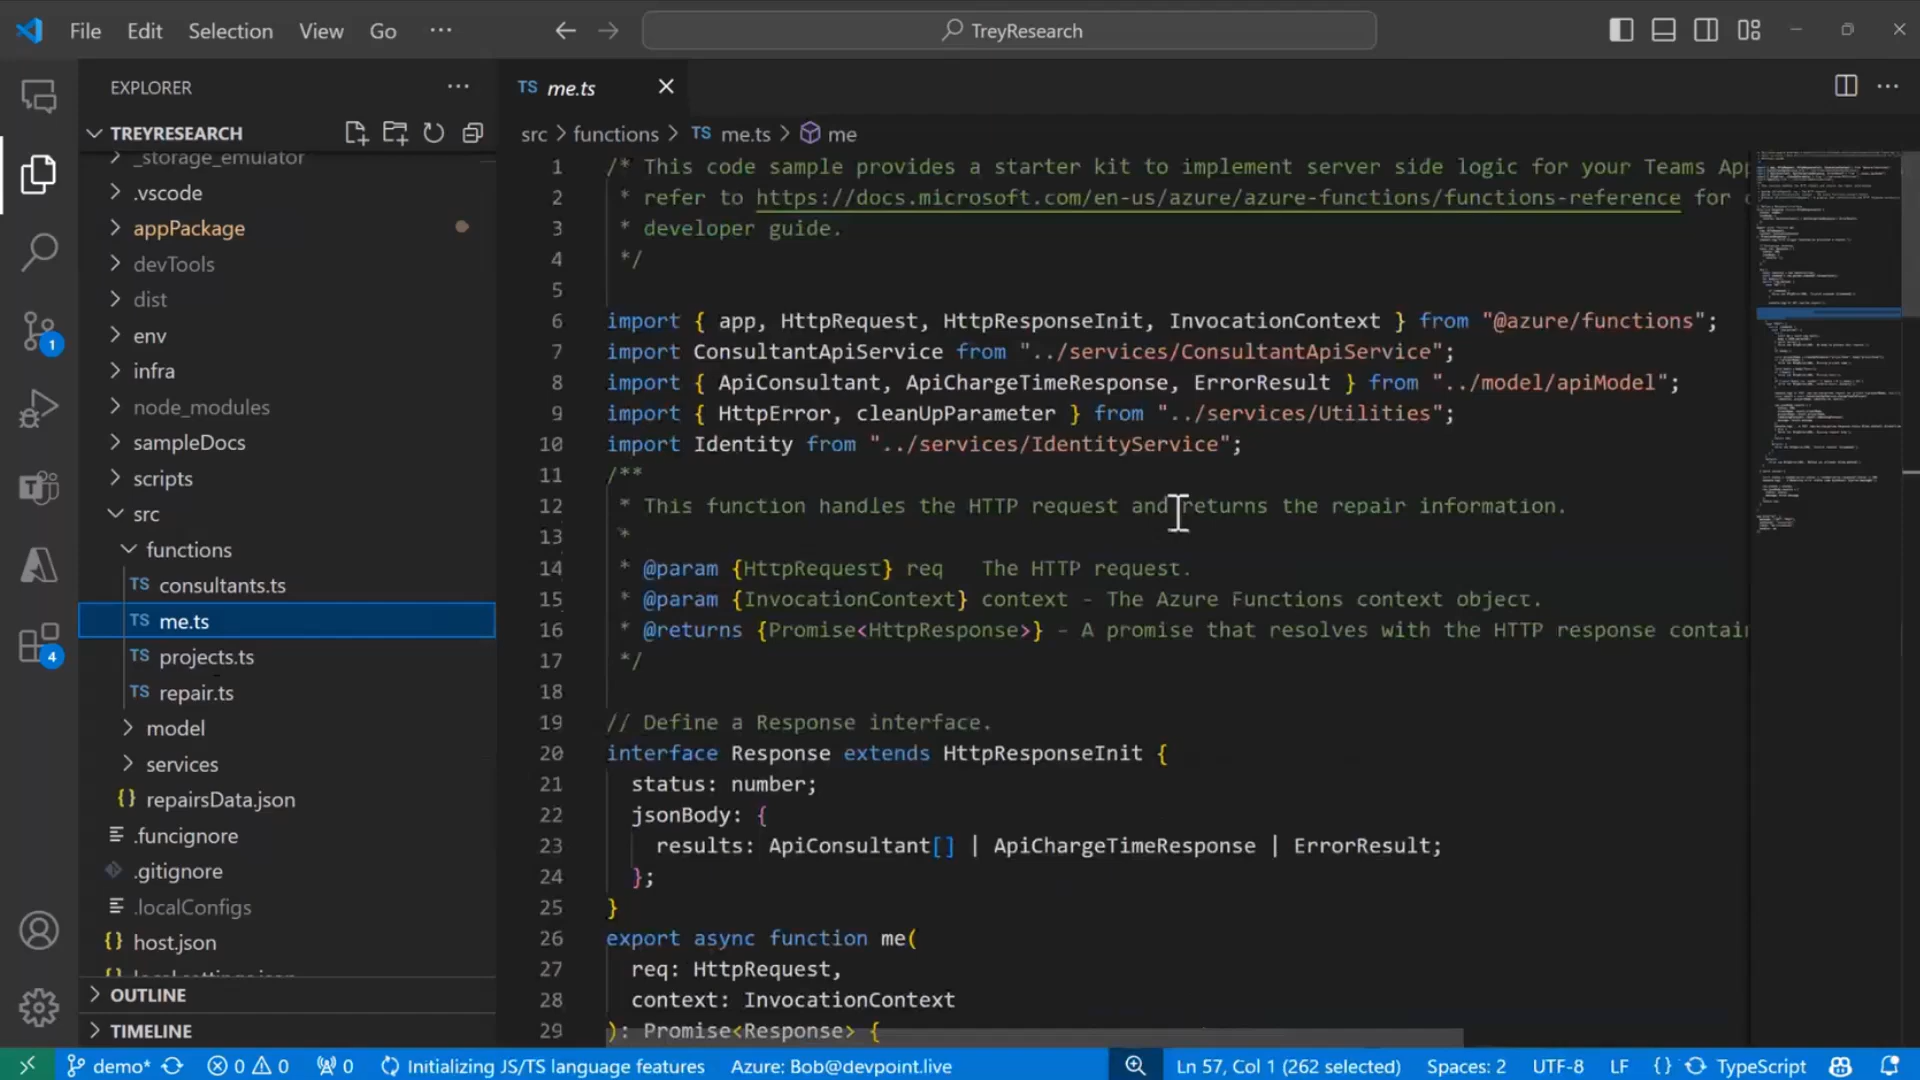 File Edit Selection View Go ···
TreyResearch
EXPLORER
TREYRESEARCH
_storage_emulator
.vscode
appPackage
devTools
dist
env
infra
node_modules
sampleDocs
scripts
src
functions
TS consultants.ts
TS me.ts
TS projects.ts
TS repair.ts
model
services
{} repairsData.json
.funcignore
.gitignore
.localConfigs
{} host.json
{} local.settings.json
OUTLINE
TIMELINE
1
4
TS me.ts
src > functions > TS me.ts > me
1 /* This code sample provides a starter kit to implement server side logic for your Teams App
2 * refer to https://docs.microsoft.com/en-us/azure/azure-functions/functions-reference for
3 * developer guide.
4 */
5
6 import { app, HttpRequest, HttpResponseInit, InvocationContext } from "@azure/functions";
7 import ConsultantApiService from "../services/ConsultantApiService";
8 import { ApiConsultant, ApiChargeTimeResponse, ErrorResult } from "../model/apiModel";
9 import { HttpError, cleanUpParameter } from "../services/Utilities";
10 import Identity from "../services/IdentityService";
11 /**
12 * This function handles the HTTP request and returns the repair information.
13 *
14 * @param {HttpRequest} req The HTTP request.
15 * @param {InvocationContext} context - The Azure Functions context object.
16 * @returns {Promise<HttpResponse>} - A promise that resolves with the HTTP response contai
17 */
18
19 // Define a Response interface.
20 interface Response extends HttpResponseInit {
21 status: number;
22 jsonBody: {
23 results: ApiConsultant[] | ApiChargeTimeResponse | ErrorResult;
24 };
25 }
26 export async function me(
27 req: HttpRequest,
28 context: InvocationContext
29 ): Promise<Response> {
demo* 0 0 0 Initializing JS/TS language features Azure: Bob@devpoint.live Ln 57, Col 1 (262 selected) Spaces: 2 UTF-8 LF {} TypeScript